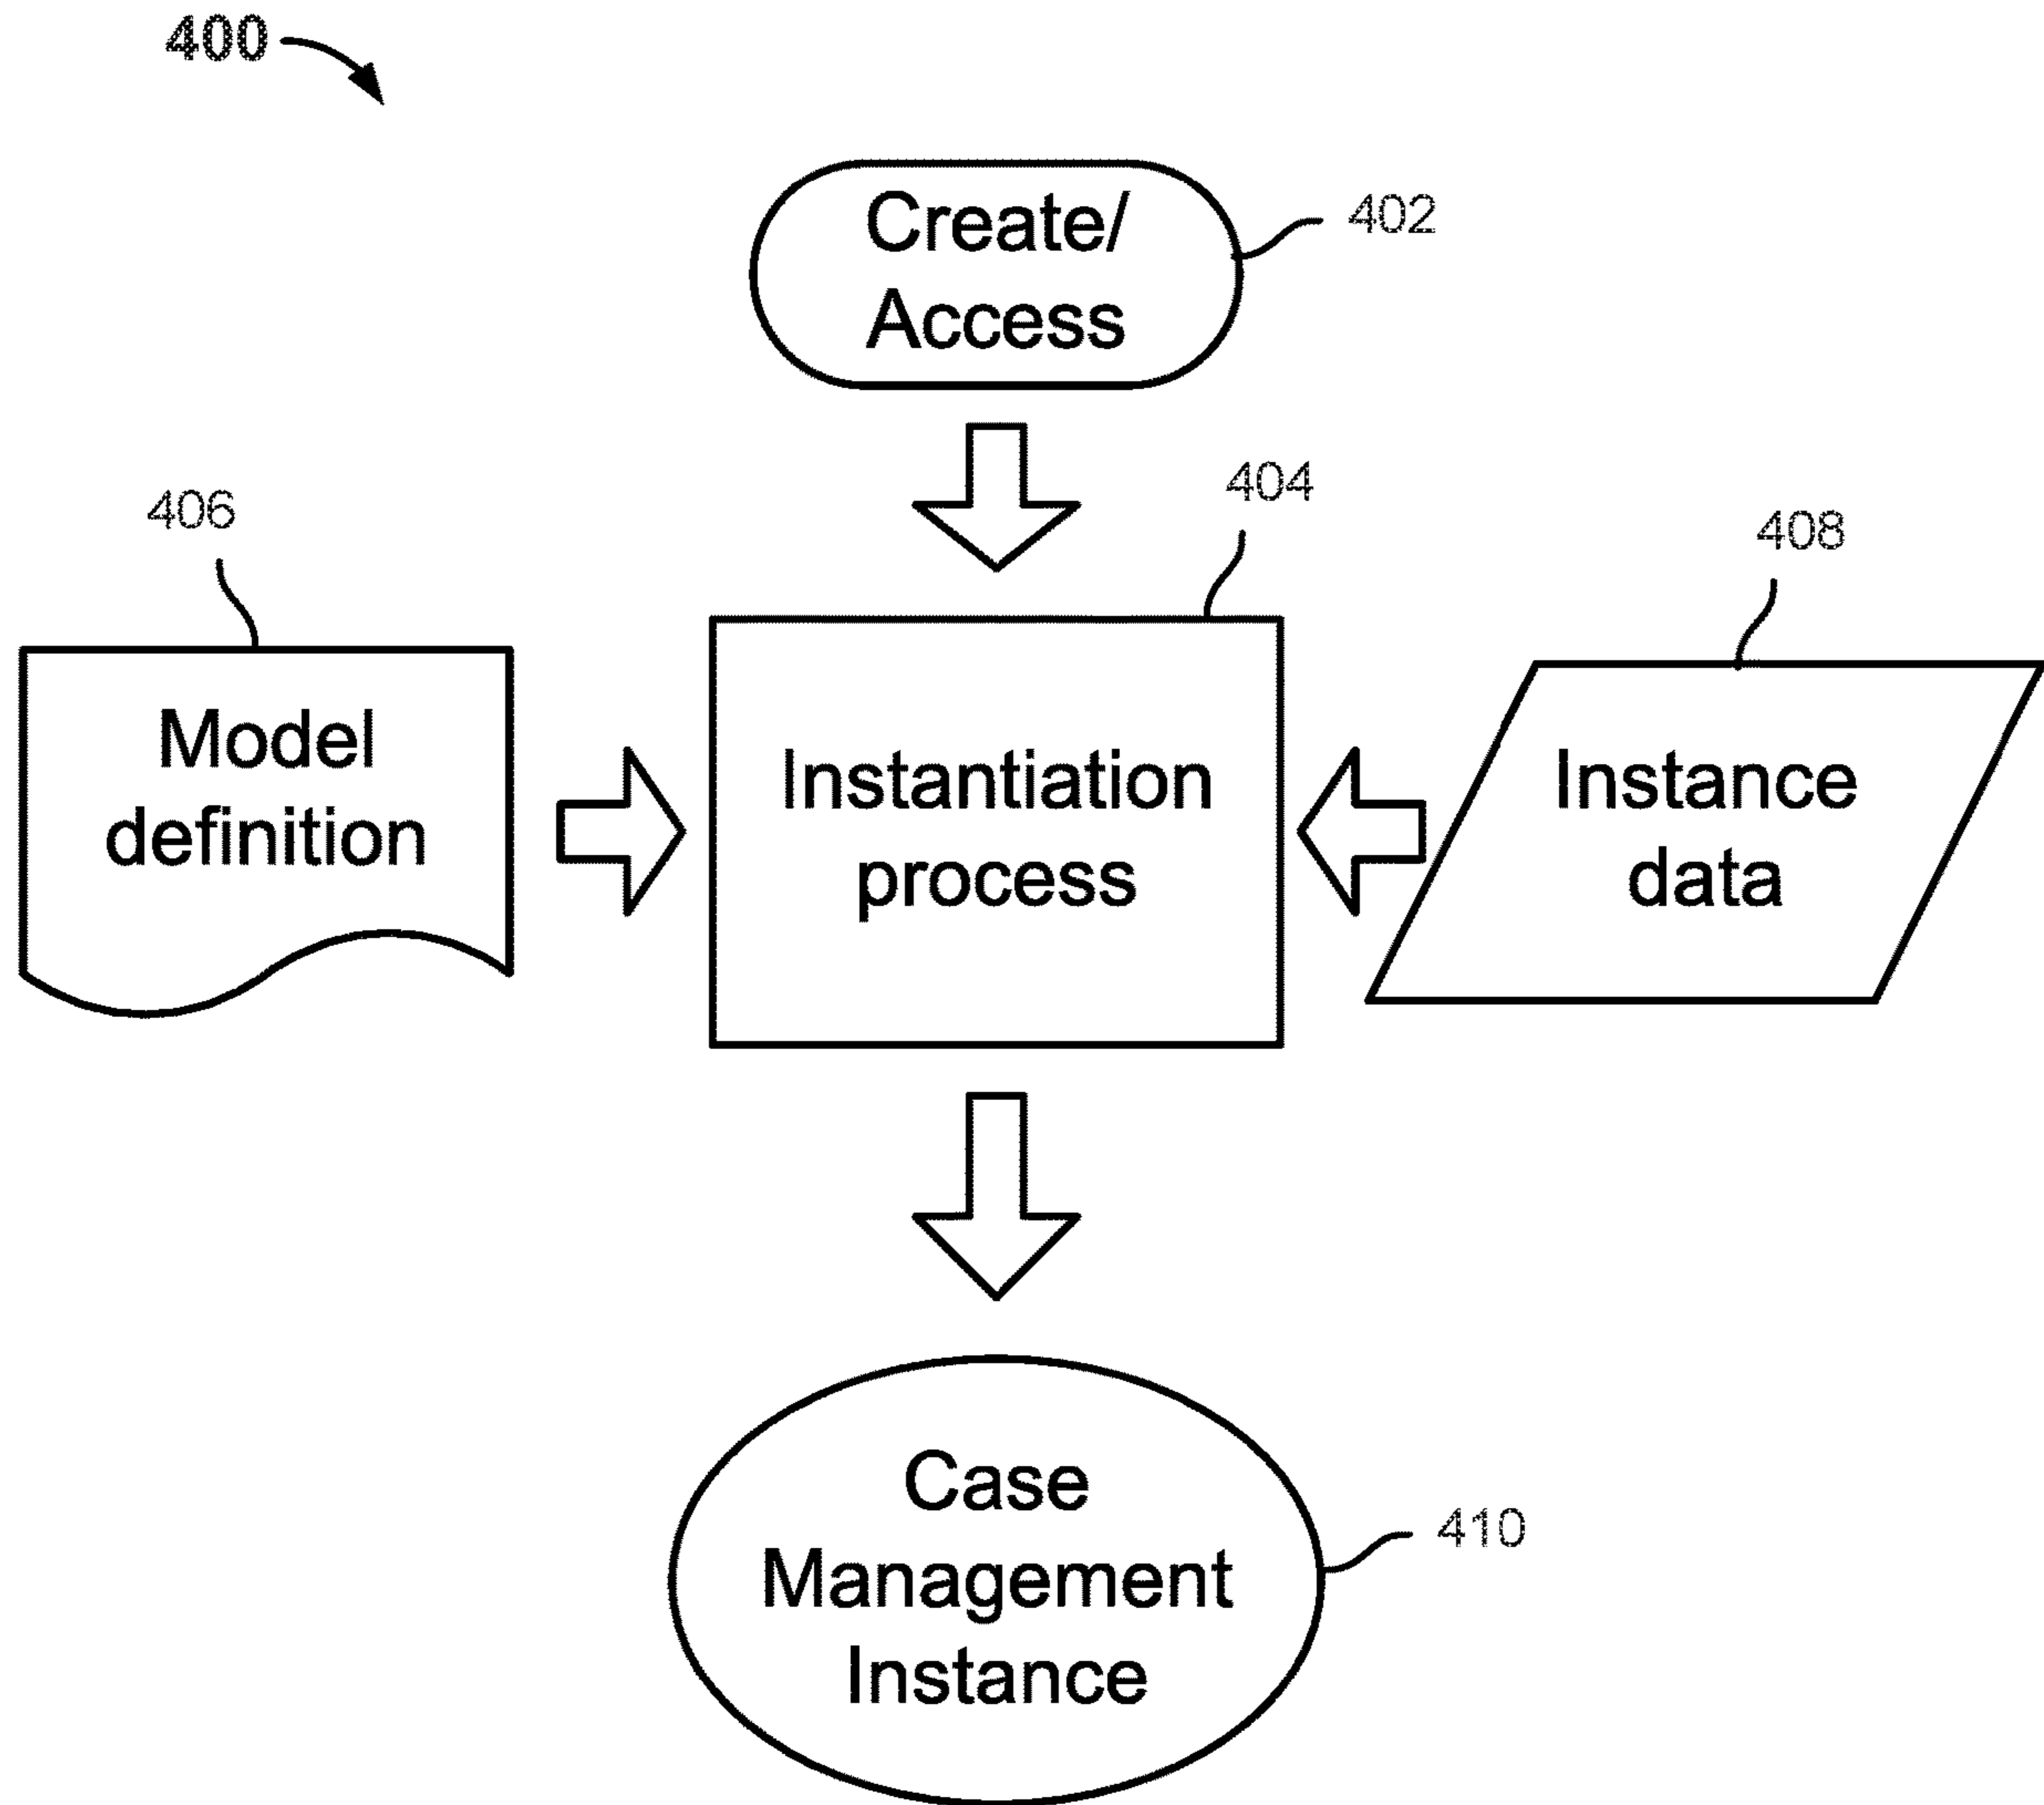 400
Create/
Access
402
404
406
408
Model
definition
Instantiation
process
Instance
data
Case
Management
Instance
410